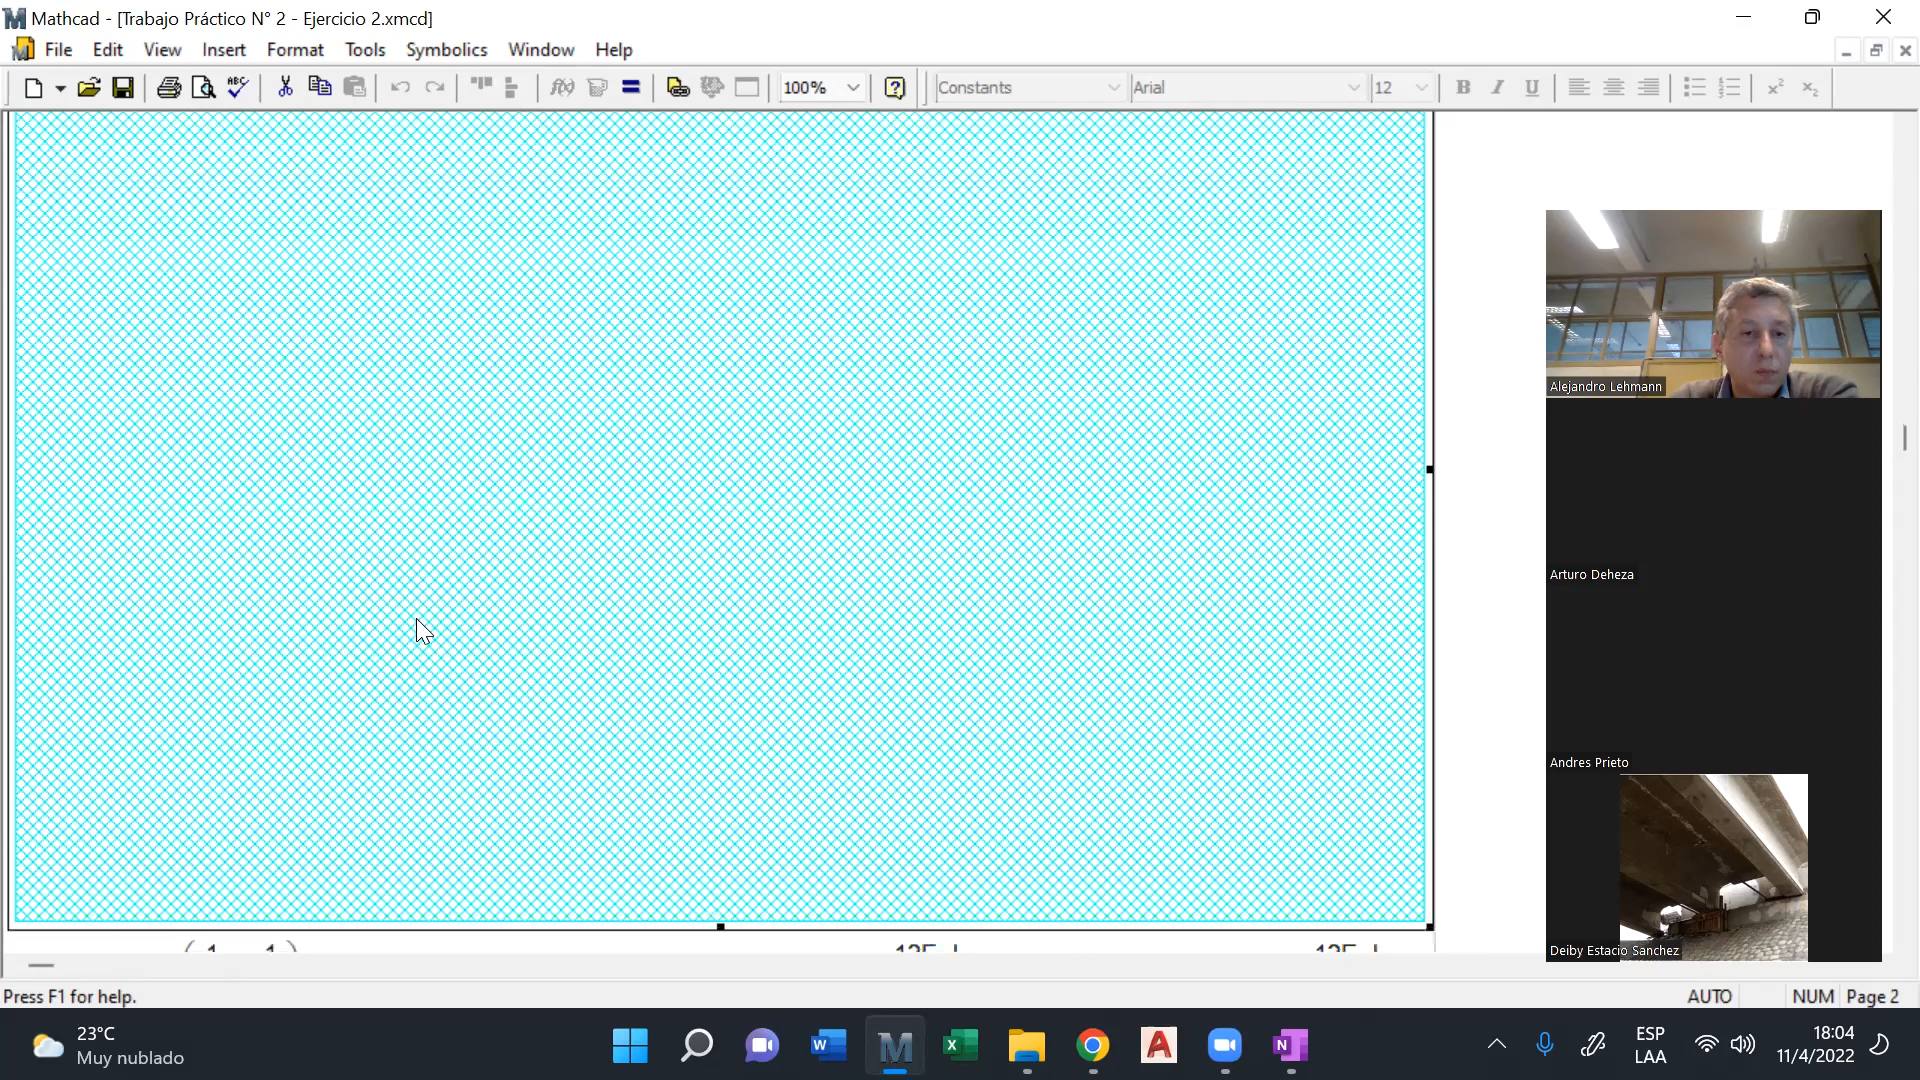 Mathcad - [Trabajo Práctico N° 2 - Ejercicio 2.xmcd]
File Edit View Insert Format Tools Symbolics Window Help
100% Constants Arial 12 B I U
Alejandro Lehmann
Arturo Deheza
Andres Prieto
Deiby Estacio Sanchez
Press F1 for help.
AUTO NUM Page 2
23°C
Muy nublado
ESP
LAA
18:04
11/4/2022